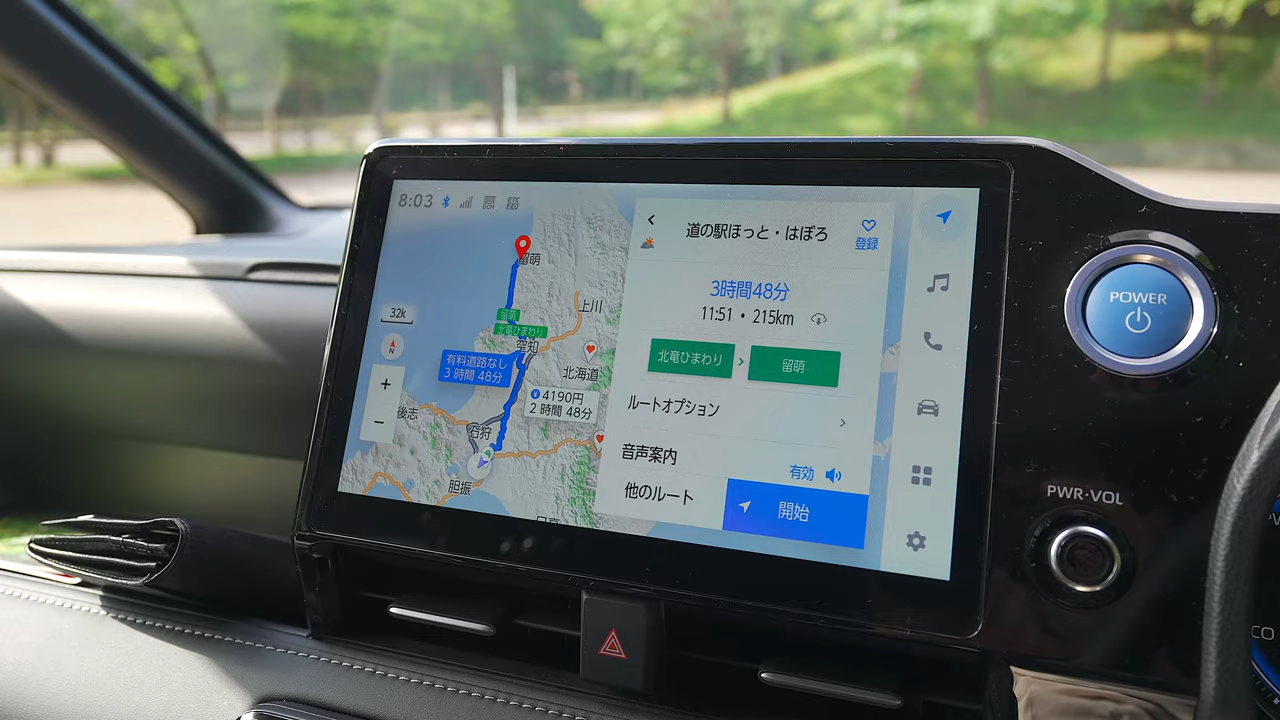 8:03
道の駅ほっと・はぼろ
登録
3時間48分
11:51・215km
北竜ひまわり
留萌
ルートオプション
音声案内
有効
他のルート
開始
留萌
留萌
北竜ひまわり
上川
空知
32k
有料道路なし
3 時間 48分
北海道
¥4190円
2 時間 48分
+
−
後志
石狩
胆振
POWER
PWR·VOL
CO